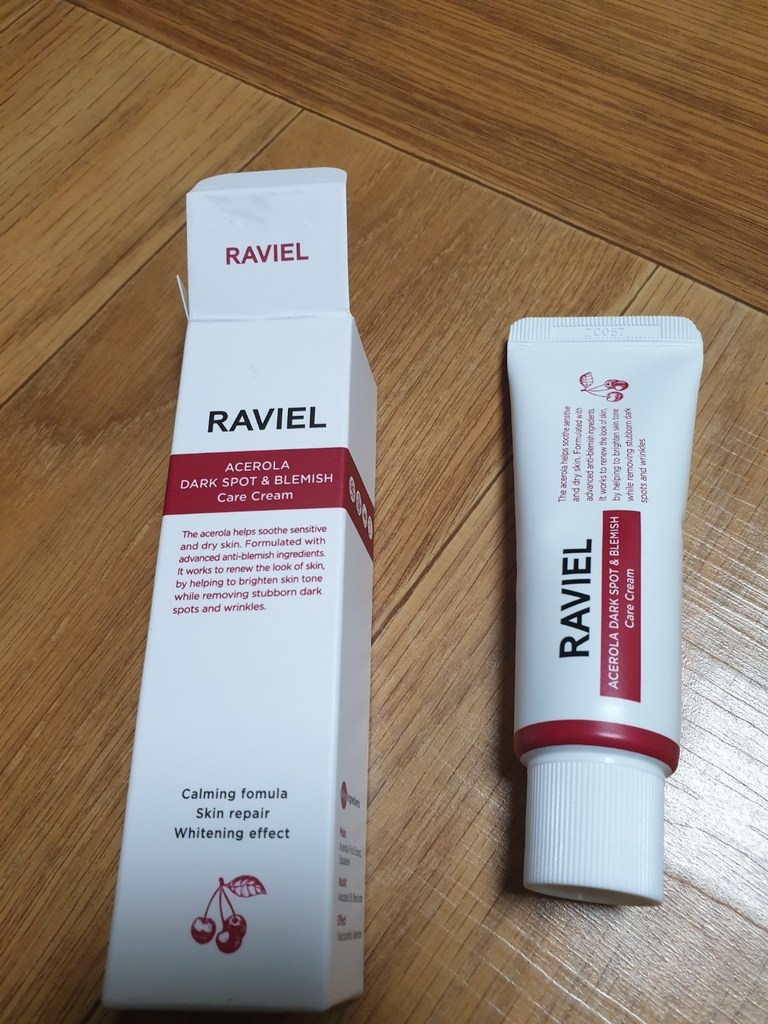 RAVIEL
RAVIEL
ACEROLA
DARK SPOT & BLEMISH
Care Cream
The acerola helps soothe sensitive
and dry skin. Formulated with
advanced anti-blemish ingredients.
It works to renew the look of skin,
by helping to brighten skin tone
while removing stubborn dark
spots and wrinkles.
Calming fomula
Skin repair
Whitening effect
Main
Effect
The acerola helps soothe sensitive
and dry skin. Formulated with
advanced anti-blemish ingredients.
It works to renew the look of skin,
by helping to brighten skin tone
while removing stubborn dark
spots and wrinkles.
RAVIEL
ACEROLA DARK SPOT & BLEMISH
Care Cream